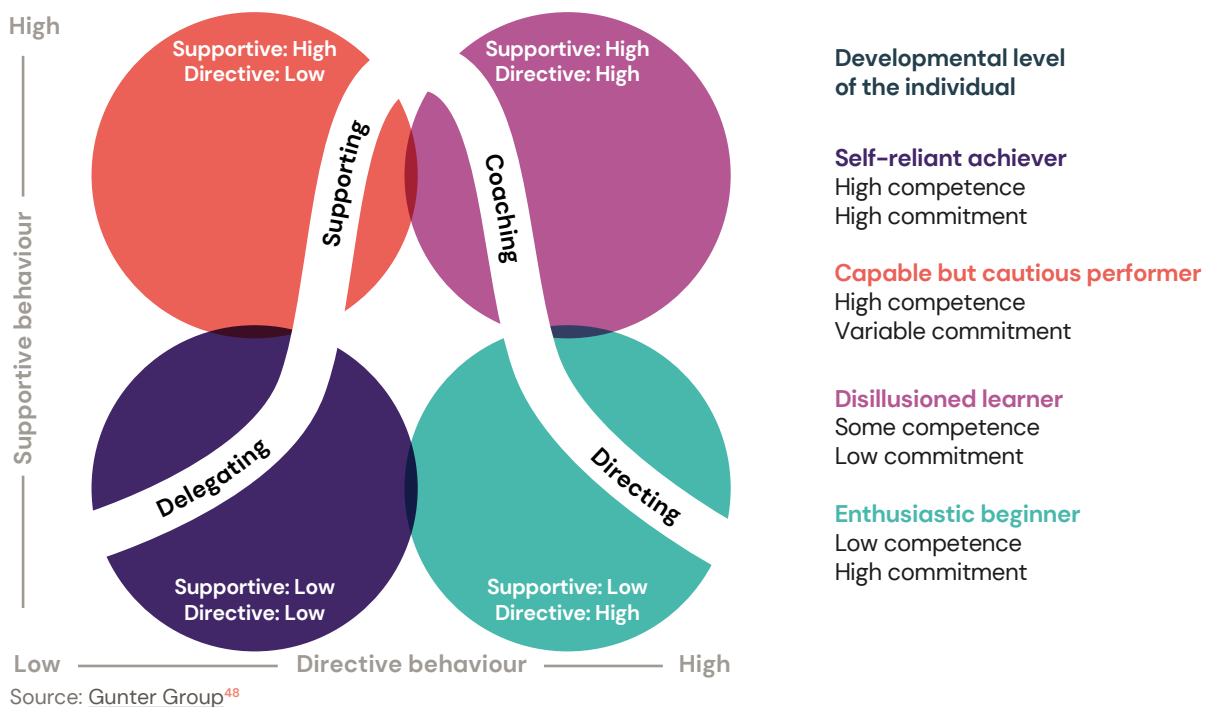 High
Supportive behaviour
Supportive: High
Directive: Low
Supportive: High
Directive: High
Supporting
Coaching
Delegating
Directing
Supportive: Low
Directive: Low
Supportive: Low
Directive: High
Low
Directive behaviour
High
Source: Gunter Group48
Developmental level
of the individual
Self-reliant achiever
High competence
High commitment
Capable but cautious performer
High competence
Variable commitment
Disillusioned learner
Some competence
Low commitment
Enthusiastic beginner
Low competence
High commitment